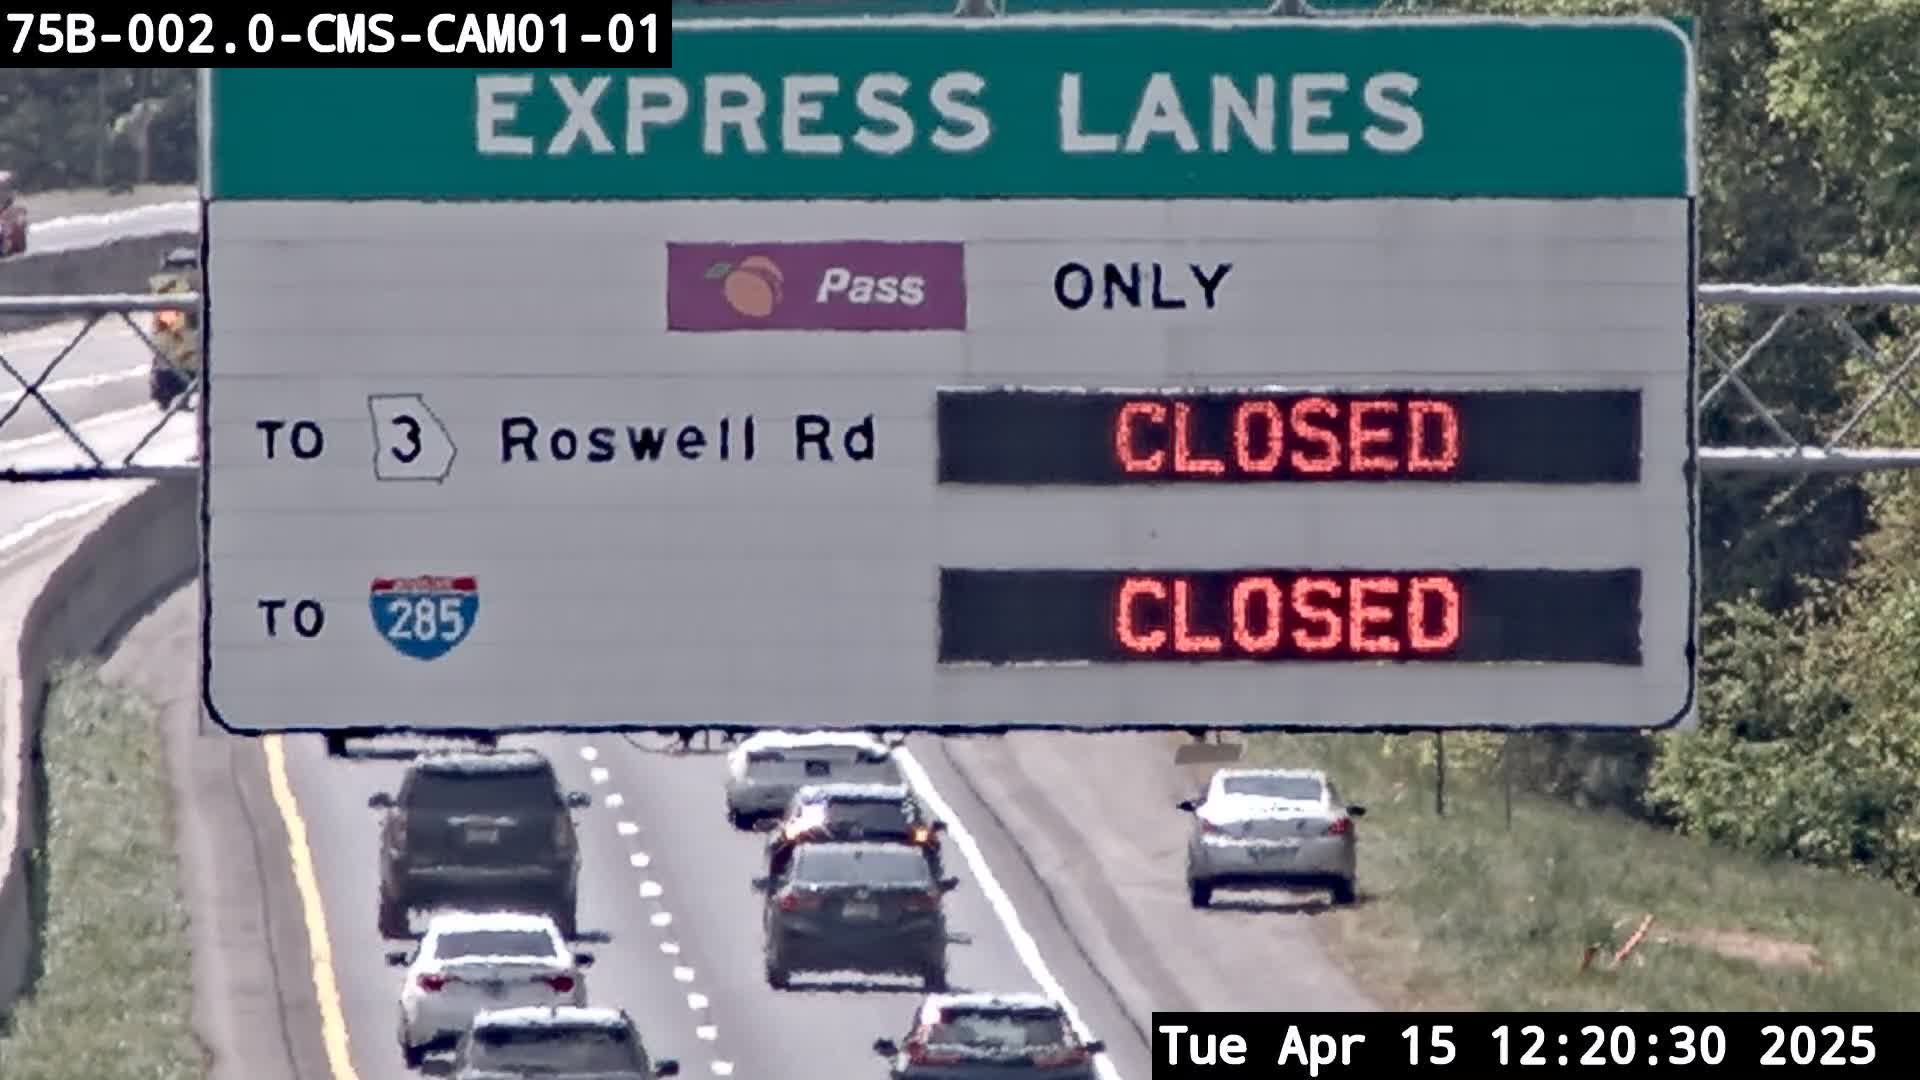 75B-002.0-CMS-CAM01-01
EXPRESS LANES
Pass ONLY
TO 3 Roswell Rd CLOSED
TO 285 CLOSED
Tue Apr 15 12:20:30 2025